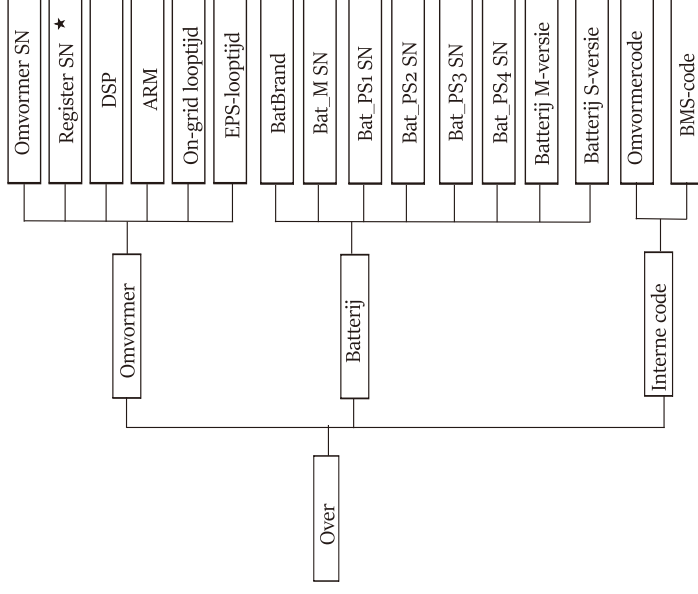 Omvormer SN
Register SN ★
DSP
ARM
On-grid looptijd
EPS-looptijd
BatBrand
Bat_M SN
Bat_PS1 SN
Bat_PS2 SN
Bat_PS3 SN
Bat_PS4 SN
Batterij M-versie
Batterij S-versie
Omvormercode
BMS-code
Omvormer
Batterij
Interne code
Over